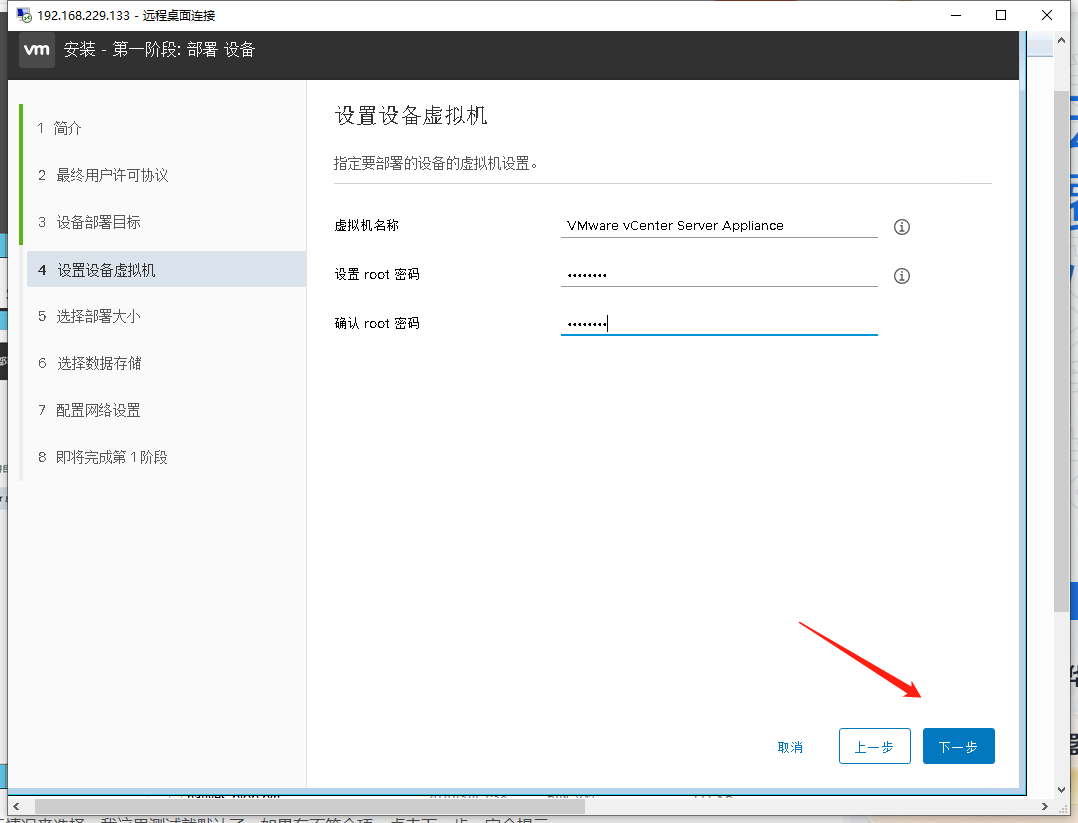 192.168.229.133 - 远程桌面连接
vm 安装 - 第一阶段: 部署 设备
1 简介
2 最终用户许可协议
3 设备部署目标
4 设置设备虚拟机
5 选择部署大小
6 选择数据存储
7 配置网络设置
8 即将完成第 1 阶段
设置设备虚拟机
指定要部署的设备的虚拟机设置。
虚拟机名称 VMware vCenter Server Appliance
设置 root 密码 ••••••••
确认 root 密码 ••••••••
取消 上一步 下一步